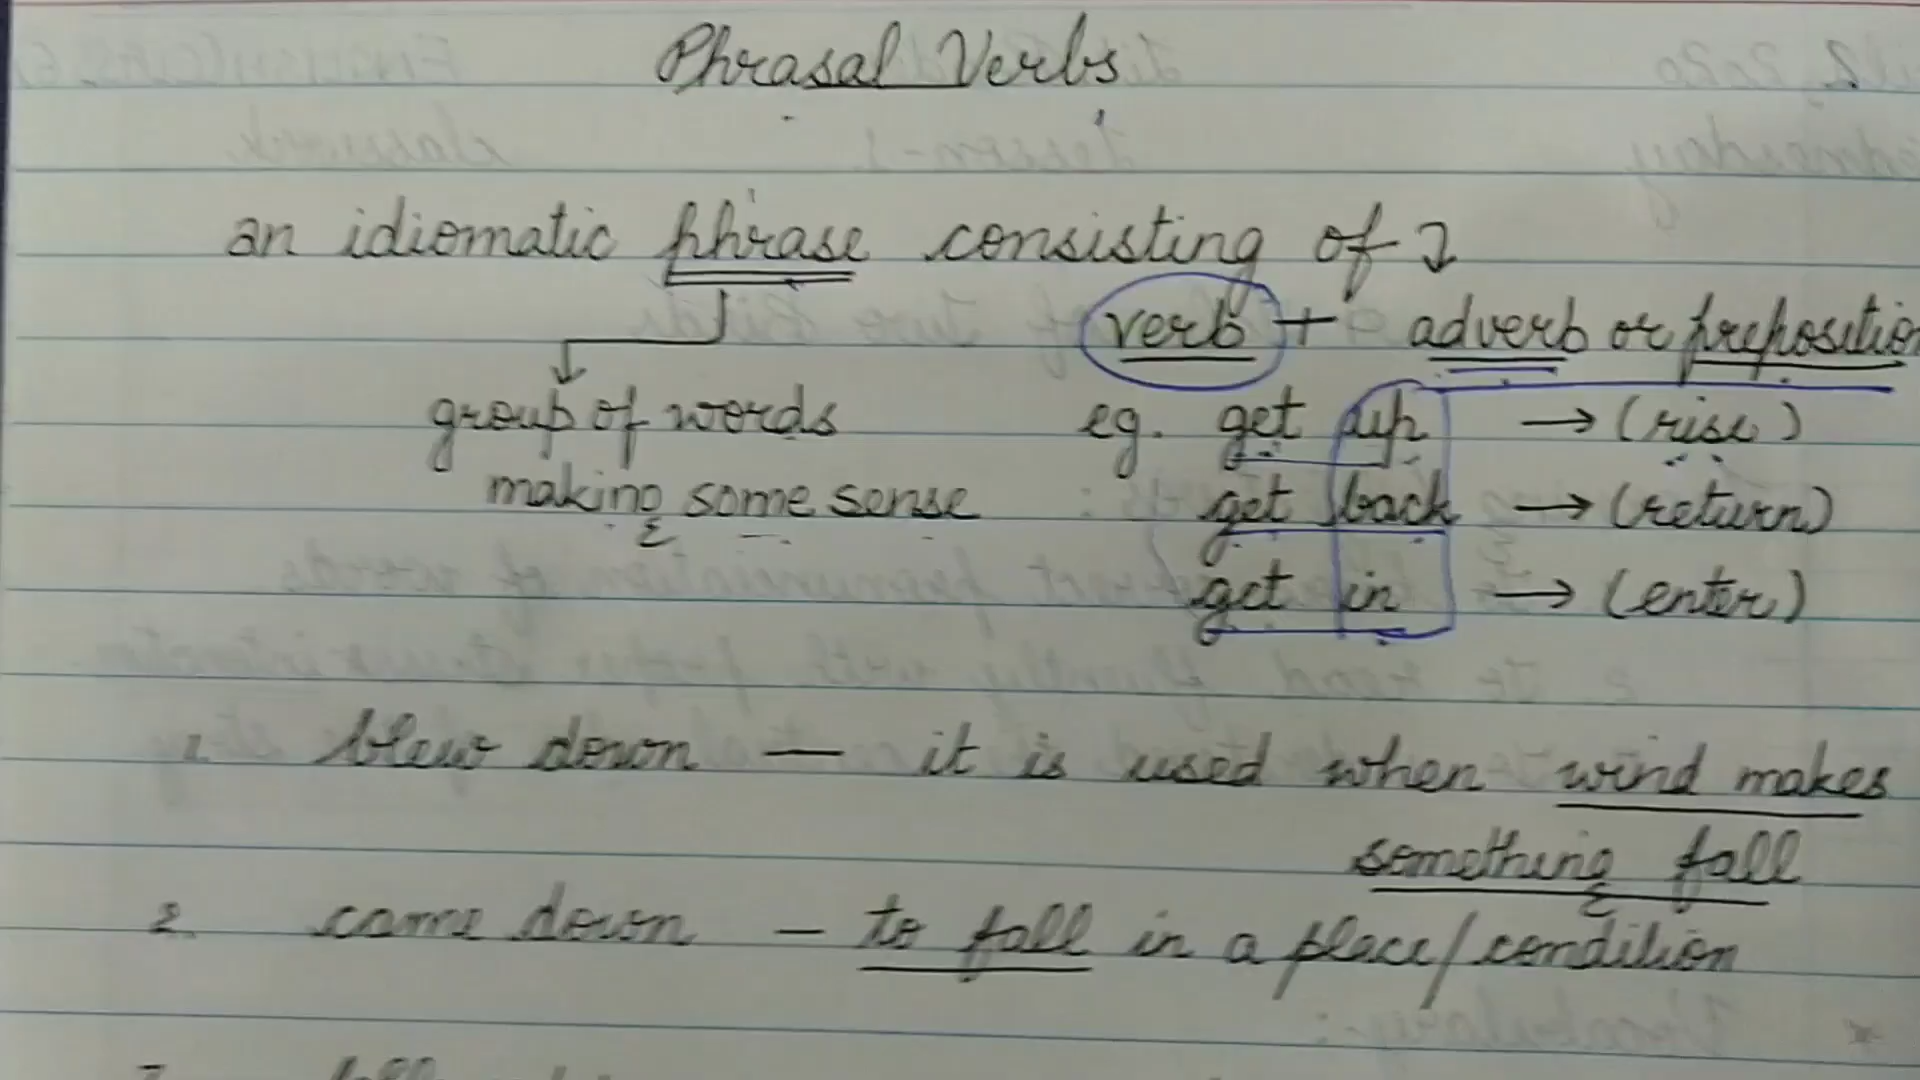 Phrasal Verbs
an idiomatic phrase consisting of
verb + adverb or prepositio
group of words
making some sense
eg. get up → (rise)
get back → (return)
get in → (enter)
1. blew down — it is used when wind makes
something fall
2. came down - to fall in a place/condition